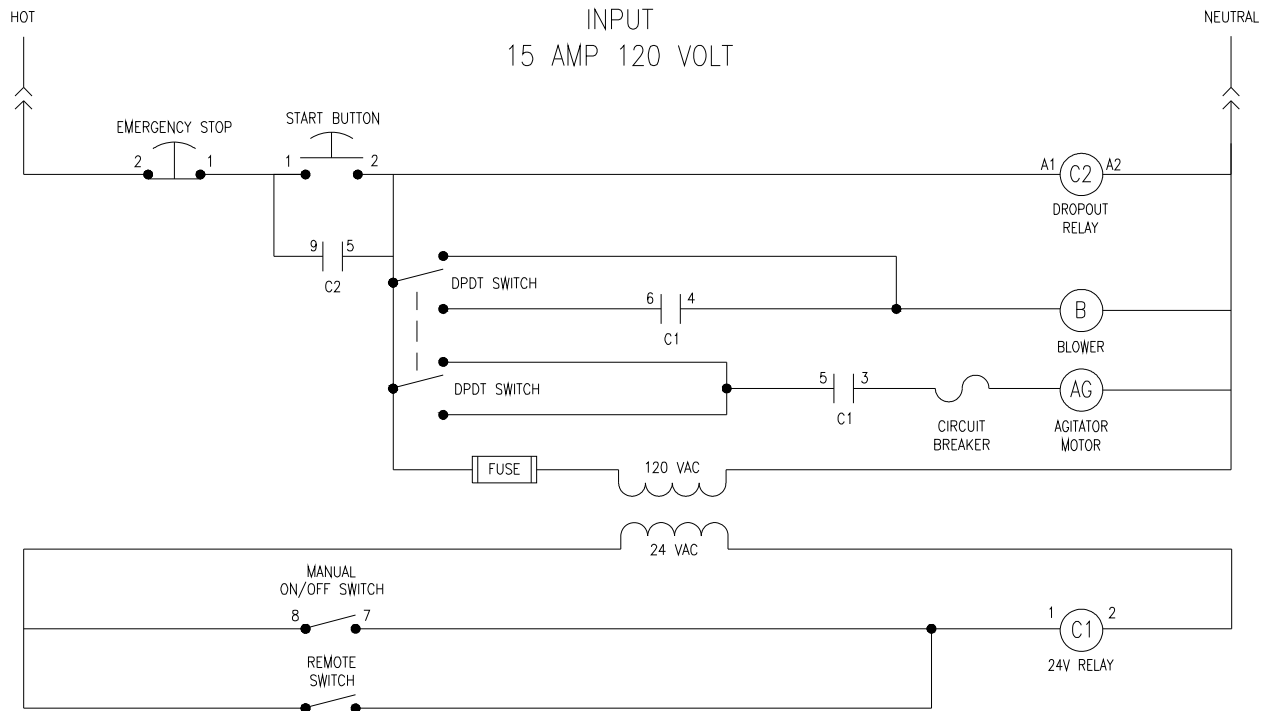 HOT
INPUT
NEUTRAL
15 AMP 120 VOLT
EMERGENCY STOP
START BUTTON
2 1
1 2
A1 C2 A2
DROPOUT
RELAY
9 5
C2
DPDT SWITCH
6 4
C1
B
BLOWER
DPDT SWITCH
5 3
C1
AG
CIRCUIT
BREAKER
AGITATOR
MOTOR
FUSE
120 VAC
24 VAC
MANUAL
ON/OFF SWITCH
8 7
1 C1 2
24V RELAY
REMOTE
SWITCH